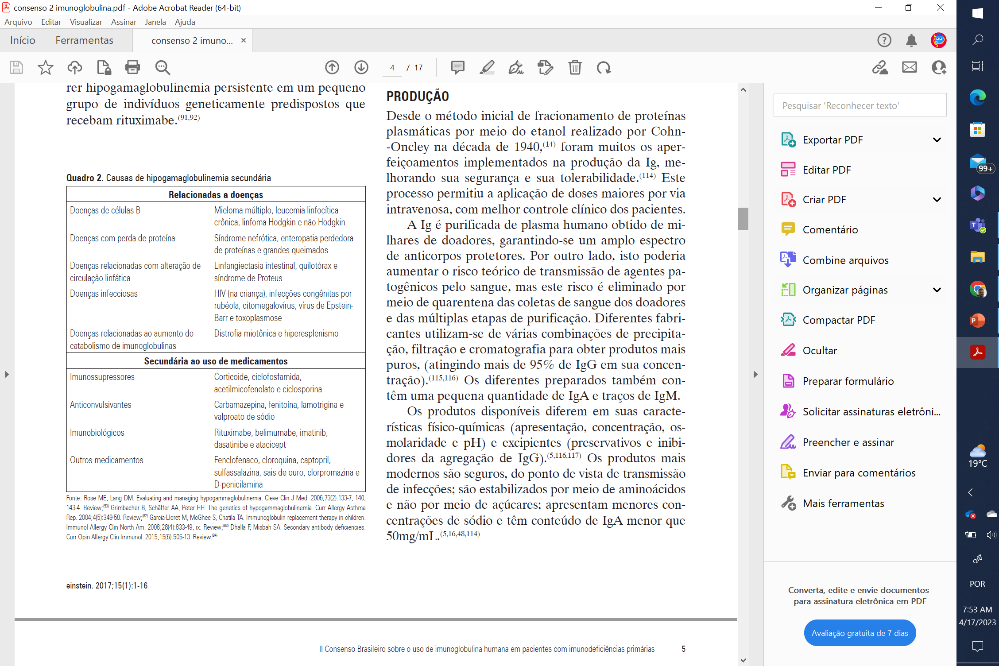 consenso 2 imunoglobulina.pdf - Adobe Acrobat Reader (64-bit)
Arquivo Editar Visualizar Assinar Janela Ajuda
Início Ferramentas consenso 2 imuno... ×
4 / 17
rer hipogamaglobulinemia persistente em um pequeno
grupo de indivíduos geneticamente predispostos que
recebam rituximabe.(91,92)
Quadro 2. Causas de hipogamaglobulinemia secundária
Relacionadas a doenças
Doenças de células B
Mieloma múltiplo, leucemia linfocítica
crônica, linfoma Hodgkin e não Hodgkin
Doenças com perda de proteína
Síndrome nefrótica, enteropatia perdedora
de proteínas e grandes queimados
Doenças relacionadas com alteração de
circulação linfática
Linfangiectasia intestinal, quilotórax e
síndrome de Proteus
Doenças infecciosas
HIV (na criança), infecções congênitas por
rubéola, citomegalovírus, vírus de Epstein-
Barr e toxoplasmose
Doenças relacionadas ao aumento do
catabolismo de imunoglobulinas
Distrofia miotônica e hiperesplenismo
Secundária ao uso de medicamentos
Imunossupressores
Corticoide, ciclofosfamida,
acetilmicofenolato e ciclosporina
Anticonvulsivantes
Carbamazepina, fenitoína, lamotrigina e
valproato de sódio
Imunobiológicos
Rituximabe, belimumabe, imatinib,
dasatinibe e atacicept
Outros medicamentos
Fenclofenaco, cloroquina, captopril,
sulfassalazina, sais de ouro, clorpromazina e
D-penicilamina
Fonte: Rose ME, Lang DM. Evaluating and managing hypogammaglobulinemia. Cleve Clin J Med. 2006;73(2):133-7, 140,
143-4. Review;(53) Grimbacher B, Schäffer AA, Peter HH. The genetics of hypogammaglobulinemia. Curr Allergy Asthma
Rep. 2004;4(5):349-58. Review;(82) Garcia-Lloret M, McGhee S, Chatila TA. Immunoglobulin replacement therapy in children.
Immunol Allergy Clin North Am. 2008;28(4):833-49, ix. Review;(83) Dhalla F, Misbah SA. Secondary antibody deficiencies.
Curr Opin Allergy Clin Immunol. 2015;15(6):505-13. Review.(84)
einstein. 2017;15(1):1-16
PRODUÇÃO
Desde o método inicial de fracionamento de proteínas
plasmáticas por meio do etanol realizado por Cohn-
-Oncley na década de 1940,(14) foram muitos os aper-
feiçoamentos implementados na produção da Ig, me-
lhorando sua segurança e sua tolerabilidade.(114) Este
processo permitiu a aplicação de doses maiores por via
intravenosa, com melhor controle clínico dos pacientes.
A Ig é purificada de plasma humano obtido de mi-
lhares de doadores, garantindo-se um amplo espectro
de anticorpos protetores. Por outro lado, isto poderia
aumentar o risco teórico de transmissão de agentes pa-
togênicos pelo sangue, mas este risco é eliminado por
meio de quarentena das coletas de sangue dos doadores
e das múltiplas etapas de purificação. Diferentes fabri-
cantes utilizam-se de várias combinações de precipita-
ção, filtração e cromatografia para obter produtos mais
puros, (atingindo mais de 95% de IgG em sua concen-
tração).(115,116) Os diferentes preparados também con-
têm uma pequena quantidade de IgA e traços de IgM.
Os produtos disponíveis diferem em suas caracte-
rísticas físico-químicas (apresentação, concentração, os-
molaridade e pH) e excipientes (preservativos e inibi-
dores da agregação de IgG).(5,116,117) Os produtos mais
modernos são seguros, do ponto de vista de transmissão
de infecções; são estabilizados por meio de aminoácidos
e não por meio de açúcares; apresentam menores con-
centrações de sódio e têm conteúdo de IgA menor que
50mg/mL.(5,16,48,114)
II Consenso Brasileiro sobre o uso de imunoglobulina humana em pacientes com imunodeficiências primárias 5
Pesquisar 'Reconhecer texto'
Exportar PDF
Editar PDF
Criar PDF
Comentário
Combine arquivos
Organizar páginas
Compactar PDF
Ocultar
Preparar formulário
Solicitar assinaturas eletrôni...
Preencher e assinar
Enviar para comentários
Mais ferramentas
Converta, edite e envie documentos
para assinatura eletrônica em PDF
Avaliação gratuita de 7 dias
99+
19°C
POR
7:53 AM
4/17/2023